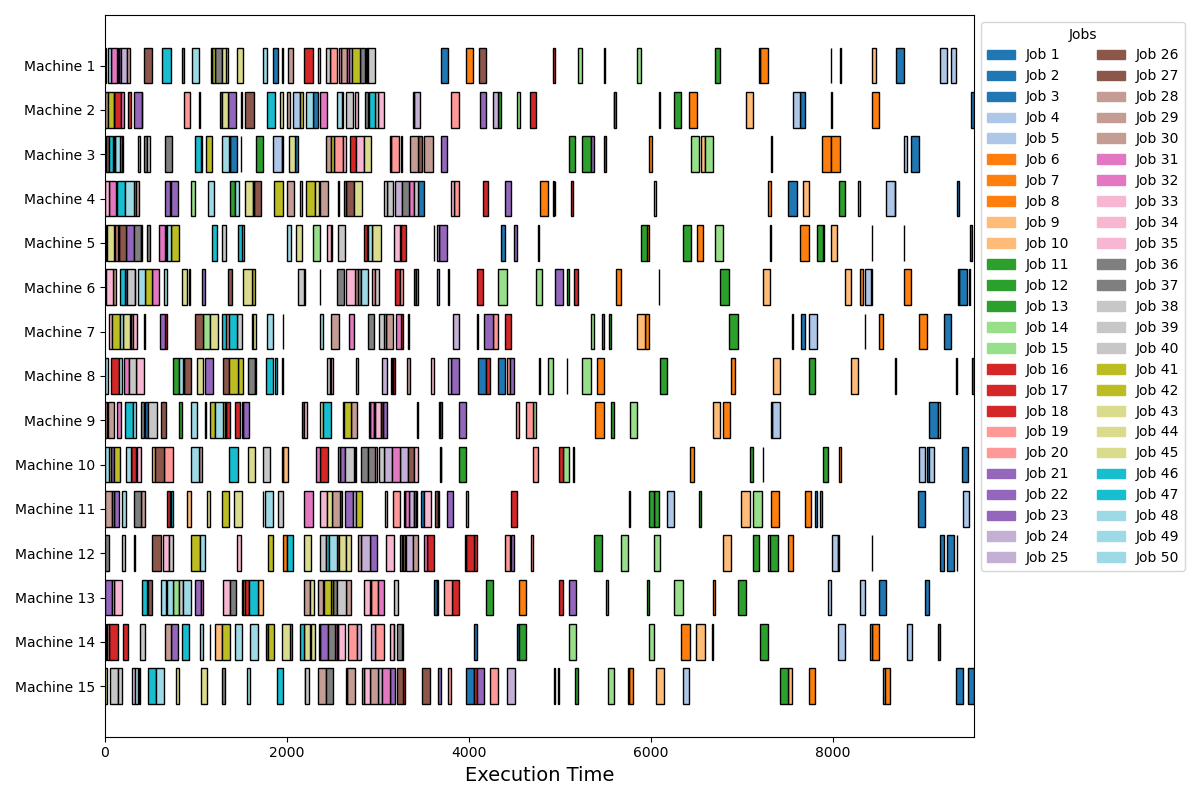 Jobs
Machine 1
Machine 2
Machine 3
Machine 4
Machine 5
Machine 6
Machine 7
Machine 8
Machine 9
Machine 10
Machine 11
Machine 12
Machine 13
Machine 14
Machine 15
0 2000 4000 6000 8000
Execution Time
Job 1
Job 2
Job 3
Job 4
Job 5
Job 6
Job 7
Job 8
Job 9
Job 10
Job 11
Job 12
Job 13
Job 14
Job 15
Job 16
Job 17
Job 18
Job 19
Job 20
Job 21
Job 22
Job 23
Job 24
Job 25
Job 26
Job 27
Job 28
Job 29
Job 30
Job 31
Job 32
Job 33
Job 34
Job 35
Job 36
Job 37
Job 38
Job 39
Job 40
Job 41
Job 42
Job 43
Job 44
Job 45
Job 46
Job 47
Job 48
Job 49
Job 50